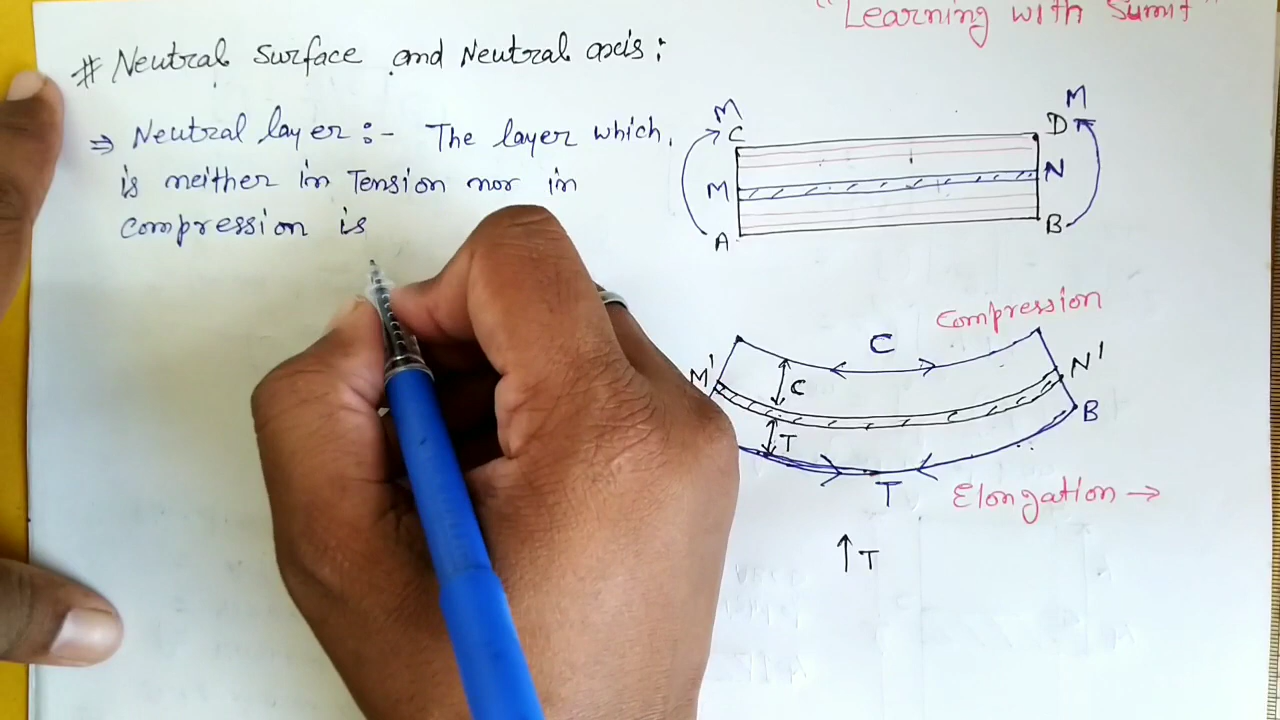 "Learning with Sumit"
# Neutral surface and Neutral axis:
⇒ Neutral layer:- The layer which,
is neither in Tension nor in
compression is
M
M
C
D
M
N
A
B
Compression
C
M'
C
N'
T
B
T
Elongation →
↑ T